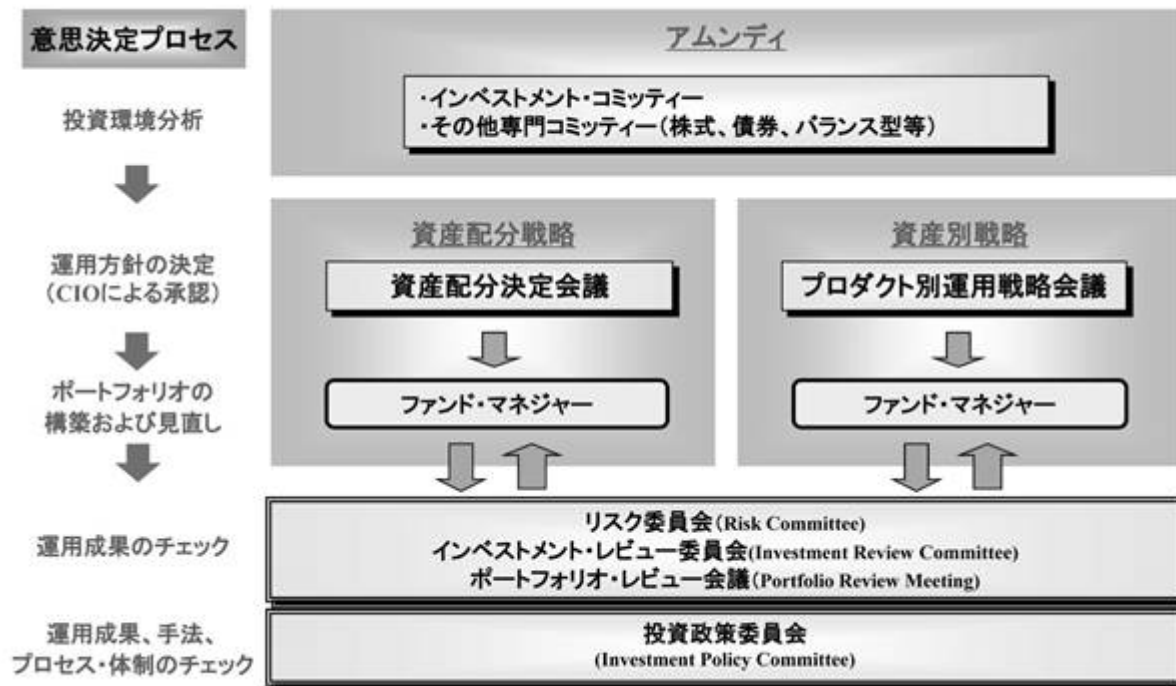 意思決定プロセス
アムンディ
投資環境分析
・インベストメント・コミッティー
・その他専門コミッティー(株式、債券、バランス型等)
運用方針の決定
(CIOによる承認)
資産配分戦略
資産配分決定会議
資産別戦略
プロダクト別運用戦略会議
ポートフォリオの
構築および見直し
ファンド・マネジャー
ファンド・マネジャー
運用成果のチェック
リスク委員会(Risk Committee)
インベストメント・レビュー委員会(Investment Review Committee)
ポートフォリオ・レビュー会議(Portfolio Review Meeting)
運用成果、手法、
プロセス・体制のチェック
投資政策委員会
(Investment Policy Committee)